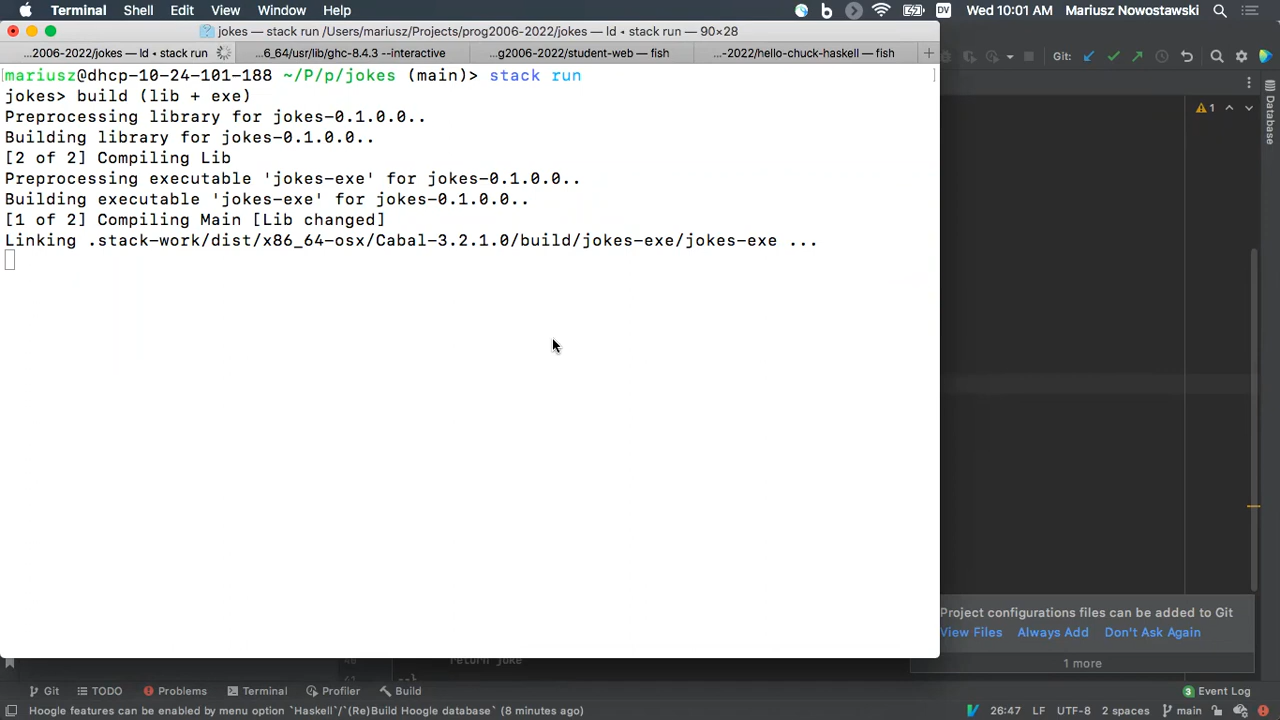 Terminal Shell Edit View Window Help DV Wed 10:01 AM Mariusz Nowostawski
jokes — stack run /Users/mariusz/Projects/prog2006-2022/jokes — ld • stack run — 90×28
...2006-2022/jokes — ld • stack run ...6_64/usr/lib/ghc-8.4.3 --interactive ...g2006-2022/student-web — fish ...-2022/hello-chuck-haskell — fish +
Git:
mariusz@dhcp-10-24-101-188 ~/P/p/jokes (main)> stack run
jokes> build (lib + exe)
Preprocessing library for jokes-0.1.0.0..
Building library for jokes-0.1.0.0..
[2 of 2] Compiling Lib
Preprocessing executable 'jokes-exe' for jokes-0.1.0.0..
Building executable 'jokes-exe' for jokes-0.1.0.0..
[1 of 2] Compiling Main [Lib changed]
Linking .stack-work/dist/x86_64-osx/Cabal-3.2.1.0/build/jokes-exe/jokes-exe ...
1
Database
Project configurations files can be added to Git
View Files Always Add Don't Ask Again
1 more
return joke
--}
Git TODO Problems Terminal Profiler Build 3 Event Log
Hoogle features can be enabled by menu option `Haskell`/`(Re)Build Hoogle database` (8 minutes ago) 26:47 LF UTF-8 2 spaces main